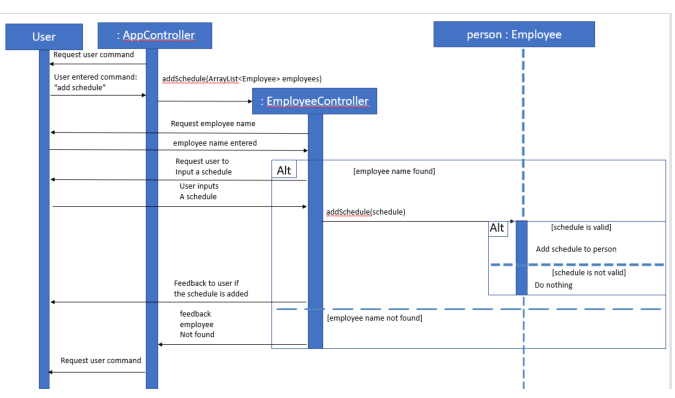 User
: AppController
person : Employee
Request user command
User entered command:
"add schedule"
addSchedule(ArrayList<Employee> employees)
: EmployeeController
Request employee name
employee name entered
Request user to
Input a schedule
Alt
[employee name found]
User inputs
A schedule
addSchedule(schedule)
Alt
[schedule is valid]
Add schedule to person
[schedule is not valid]
Do nothing
Feedback to user if
the schedule is added
feedback
employee
Not found
[employee name not found]
Request user command